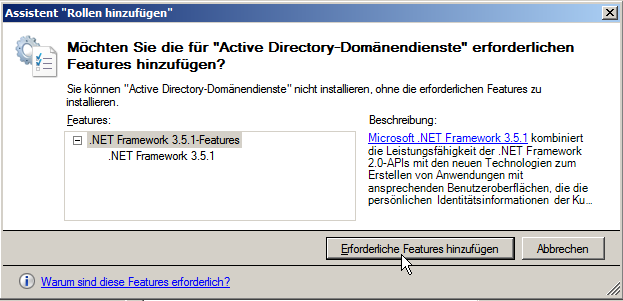 Assistent "Rollen hinzufügen"
Möchten Sie die für "Active Directory-Domänendienste" erforderlichen
Features hinzufügen?
Sie können "Active Directory-Domänendienste" nicht installieren, ohne die erforderlichen Features zu
installieren.
Features:
.NET Framework 3.5.1-Features
.NET Framework 3.5.1
Beschreibung:
Microsoft .NET Framework 3.5.1 kombiniert
die Leistungsfähigkeit der .NET Framework
2.0-APIs mit den neuen Technologien zum
Erstellen von Anwendungen mit
ansprechenden Benutzeroberflächen, die die
persönlichen Identitätsinformationen der Ku...
Erforderliche Features hinzufügen
Abbrechen
Warum sind diese Features erforderlich?